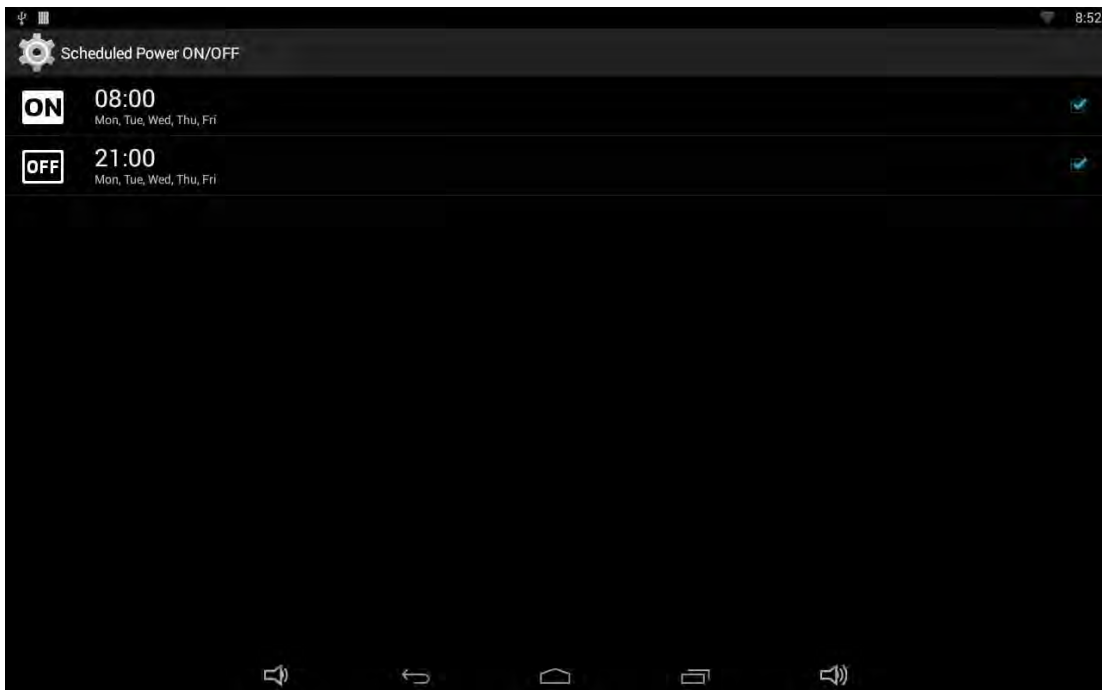 8:52
Scheduled Power ON/OFF
ON
08:00
Mon, Tue, Wed, Thu, Fri
OFF
21:00
Mon, Tue, Wed, Thu, Fri